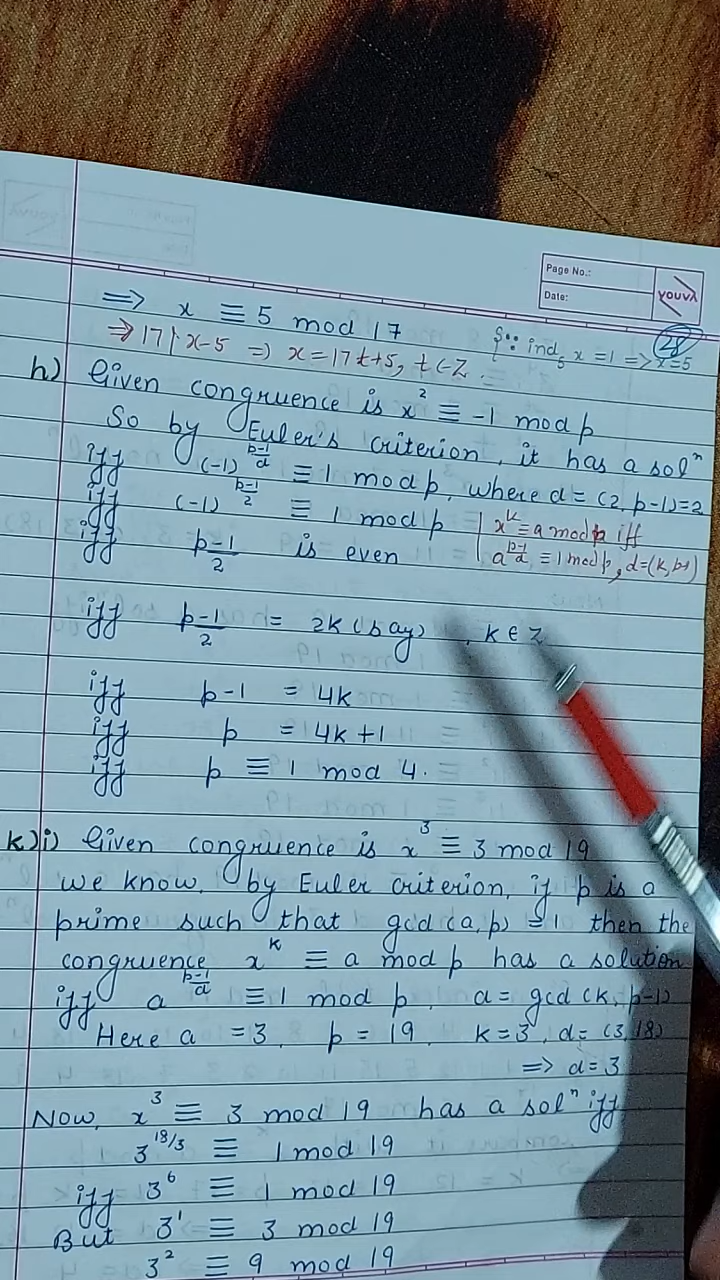 Page No.:
Date:
youva
28
=> x ≡ 5 mod 17 {∵ ind₅ x = 1 => x=5
=> 17 | x-5 => x = 17t+5, t ∈ Z.
h) Given congruence is x² ≡ -1 mod p
So by Euler's criterion, it has a solⁿ
iff (-1)^((p-1)/d) ≡ 1 mod p, where d = (2, p-1)=2
iff (-1)^((p-1)/2) ≡ 1 mod p | x^k ≡ a mod p iff
iff (p-1)/2 is even | a^((p-1)/d) ≡ 1 mod p, d=(k, p-1)
iff (p-1)/2 = 2k (say), k ∈ Z
iff p-1 = 4k
iff p = 4k+1
iff p ≡ 1 mod 4.
k) i) Given congruence is x³ ≡ 3 mod 19
we know, by Euler criterion, if p is a
prime such that gcd (a, p) = 1 then the
congruence x^k ≡ a mod p has a solution
iff a^((p-1)/d) ≡ 1 mod p, d = gcd (k, p-1)
Here a = 3, p = 19, k = 3, d = (3, 18)
=> d = 3
Now, x³ ≡ 3 mod 19 has a solⁿ iff
3^(18/3) ≡ 1 mod 19
iff 3⁶ ≡ 1 mod 19
But 3¹ ≡ 3 mod 19
3² ≡ 9 mod 19